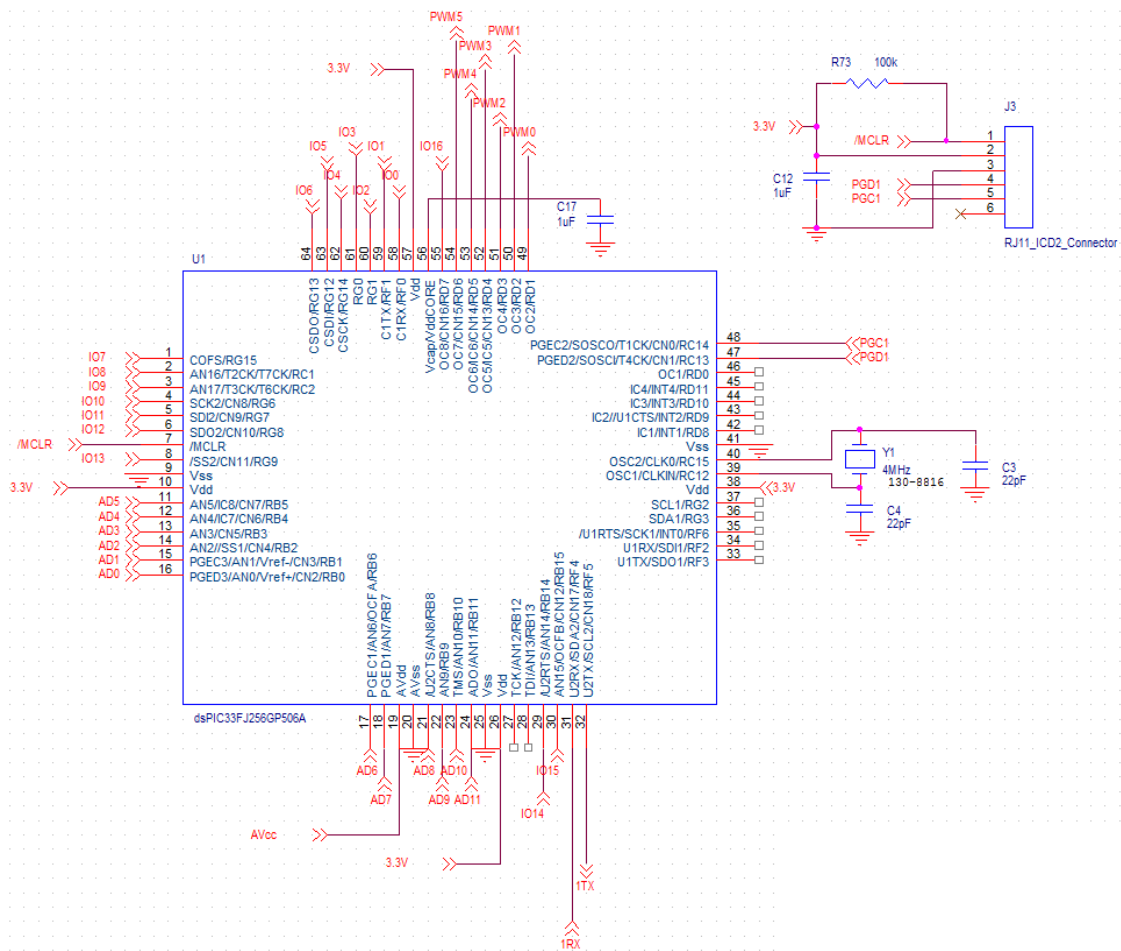 PWM5
PWM1
PWM3
3.3V
PWM4
PWM2
PWM0
IO3
IO5
IO1
IO16
IO4
IO0
IO6
IO2
C17
1uF
R73 100k
J3
3.3V
/MCLR
C12
1uF
PGD1
PGC1
1
2
3
4
5
6
RJ11_ICD2_Connector
U1
64
63
62
61
60
59
58
57
56
55
54
53
52
51
50
49
CSDO/RG13
CSDI/RG12
CSCK/RG14
RG0
RG1
C1TX/RF1
C1RX/RF0
Vdd
Vcap/VddCORE
OC8/CN16/RD7
OC7/CN15/RD6
OC6/IC6/CN14/RD5
OC5/IC5/CN13/RD4
OC4/RD3
OC3/RD2
OC2/RD1
IO7 1 COFS/RG15
IO8 2 AN16/T2CK/T7CK/RC1
IO9 3 AN17/T3CK/T6CK/RC2
IO10 4 SCK2/CN8/RG6
IO11 5 SDI2/CN9/RG7
IO12 6 SDO2/CN10/RG8
/MCLR 7 /MCLR
IO13 8 /SS2/CN11/RG9
9 Vss
3.3V 10 Vdd
AD5 11 AN5/IC8/CN7/RB5
AD4 12 AN4/IC7/CN6/RB4
AD3 13 AN3/CN5/RB3
AD2 14 AN2//SS1/CN4/RB2
AD1 15 PGEC3/AN1/Vref-/CN3/RB1
AD0 16 PGED3/AN0/Vref+/CN2/RB0
PGEC2/SOSCO/T1CK/CN0/RC14 48 PGC1
PGED2/SOSCI/T4CK/CN1/RC13 47 PGD1
OC1/RD0 46
IC4/INT4/RD11 45
IC3/INT3/RD10 44
IC2//U1CTS/INT2/RD9 43
IC1/INT1/RD8 42
Vss 41
OSC2/CLK0/RC15 40
OSC1/CLKIN/RC12 39
Vdd 38 3.3V
SCL1/RG2 37
SDA1/RG3 36
/U1RTS/SCK1/INT0/RF6 35
U1RX/SDI1/RF2 34
U1TX/SDO1/RF3 33
Y1
4MHz
130-8816
C3
22pF
C4
22pF
PGEC1/AN6/OCFA/RB6
PGED1/AN7/RB7
AVdd
AVss
/U2CTS/AN8/RB8
AN9/RB9
TMS/AN10/RB10
ADO/AN11/RB11
Vss
Vdd
TCK/AN12/RB12
TDI/AN13/RB13
/U2RTS/AN14/RB14
AN15/OCFB/CN12/RB15
U2RX/SDA2/CN17/RF4
U2TX/SCL2/CN18/RF5
dsPIC33FJ256GP506A
17
18
19
20
21
22
23
24
25
26
27
28
29
30
31
32
AD6
AD8
AD10
IO15
AD7
AD9
AD11
IO14
AVcc
3.3V
1TX
1RX